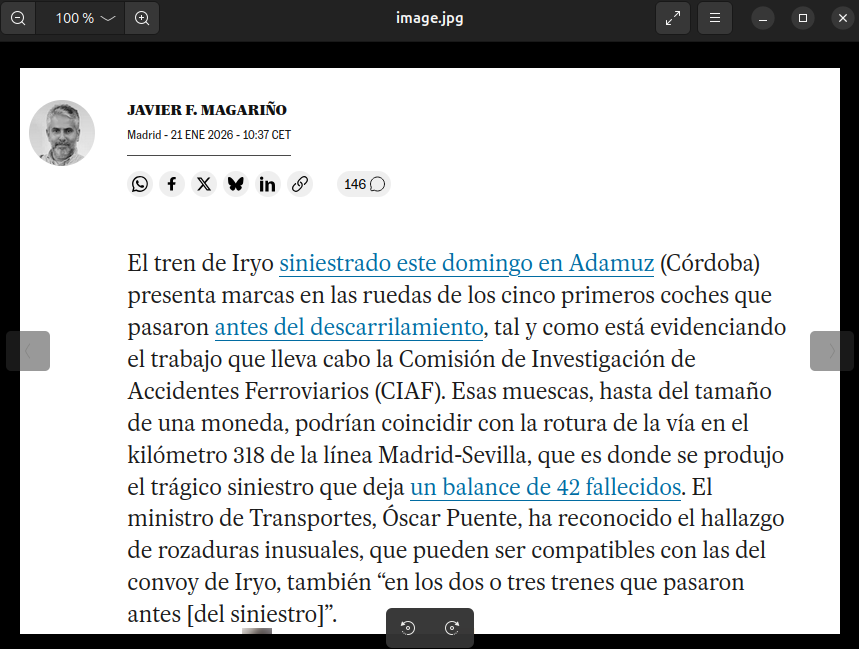 100 %
image.jpg
JAVIER F. MAGARIÑO
Madrid - 21 ENE 2026 - 10:37 CET
146
El tren de Iryo siniestrado este domingo en Adamuz (Córdoba)
presenta marcas en las ruedas de los cinco primeros coches que
pasaron antes del descarrilamiento, tal y como está evidenciando
el trabajo que lleva cabo la Comisión de Investigación de
Accidentes Ferroviarios (CIAF). Esas muescas, hasta del tamaño
de una moneda, podrían coincidir con la rotura de la vía en el
kilómetro 318 de la línea Madrid-Sevilla, que es donde se produjo
el trágico siniestro que deja un balance de 42 fallecidos. El
ministro de Transportes, Óscar Puente, ha reconocido el hallazgo
de rozaduras inusuales, que pueden ser compatibles con las del
convoy de Iryo, también “en los dos o tres trenes que pasaron
antes [del siniestro]”.